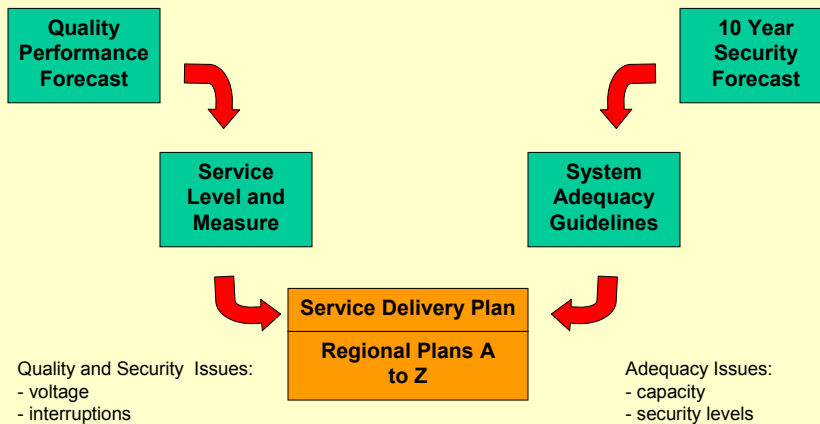 Quality
Performance
Forecast
10 Year
Security
Forecast
Service
Level and
Measure
System
Adequacy
Guidelines
Service Delivery Plan
Regional Plans A
to Z
Quality and Security Issues:
- voltage
- interruptions
Adequacy Issues:
- capacity
- security levels